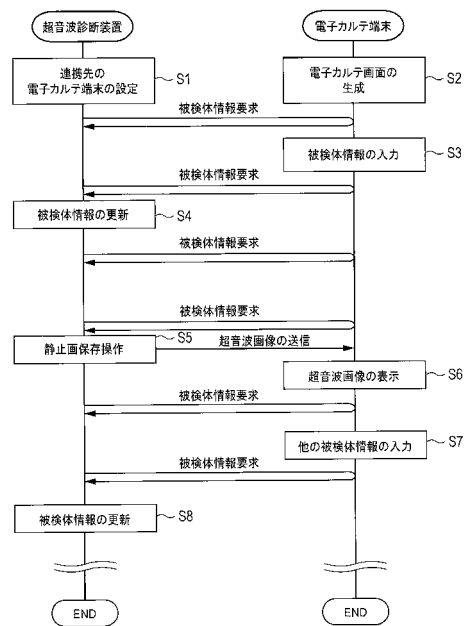 超音波診断装置
電子カルテ端末
連携先の
電子カルテ端末の設定
S1
電子カルテ画面の
生成
S2
被検体情報要求
被検体情報の入力
S3
被検体情報要求
被検体情報の更新
S4
被検体情報要求
被検体情報要求
S5
静止画保存操作
超音波画像の送信
超音波画像の表示
S6
被検体情報要求
他の被検体情報の入力
S7
被検体情報要求
被検体情報の更新
S8
END
END